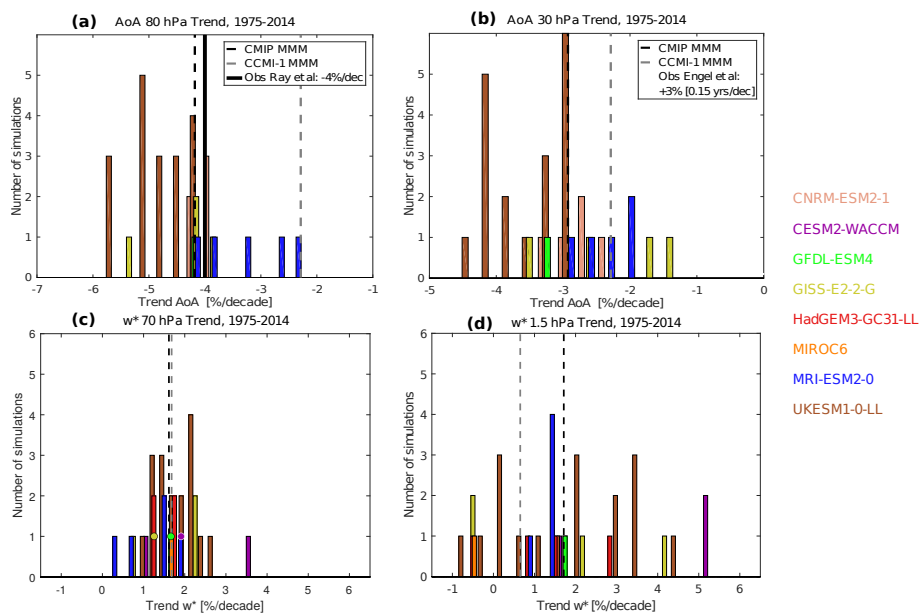 (a) AoA 80 hPa Trend, 1975-2014
CMIP MMM
CCMI-1 MMM
Obs Ray et al: -4%/dec
Number of simulations
0
1
2
3
4
5
-7 -6 -5 -4 -3 -2 -1 0
Trend AoA [%/decade]
(b) AoA 30 hPa Trend, 1975-2014
CMIP MMM
CCMI-1 MMM
Obs Engel et al:
+3% [0.15 yrs/dec]
Number of simulations
0
1
2
3
4
5
6
-5 -4 -3 -2 -1 0
Trend AoA [%/decade]
(c) w* 70 hPa Trend, 1975-2014
Number of simulations
0
1
2
3
4
5
6
-1 0 1 2 3 4 5 6
Trend w* [%/decade]
(d) w* 1.5 hPa Trend, 1975-2014
Number of simulations
0
1
2
3
4
5
6
-1 0 1 2 3 4 5 6
Trend w* [%/decade]
CNRM-ESM2-1
CESM2-WACCM
GFDL-ESM4
GISS-E2-2-G
HadGEM3-GC31-LL
MIROC6
MRI-ESM2-0
UKESM1-0-LL